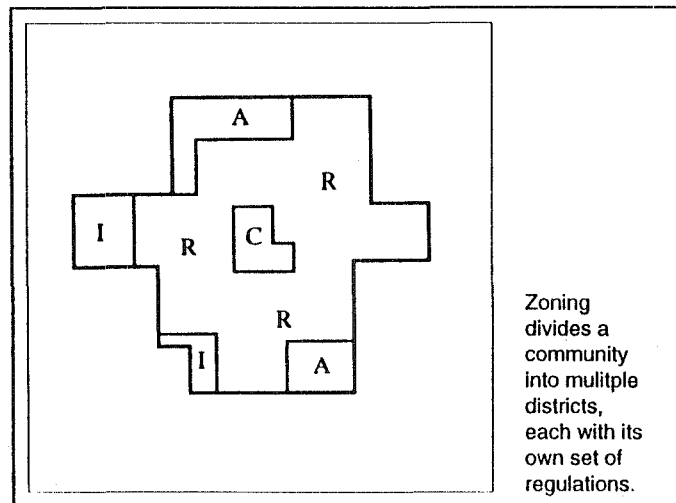 A
R
I
R
C
R
I
A
Zoning
divides a
community
into mulitple
districts,
each with its
own set of
regulations.